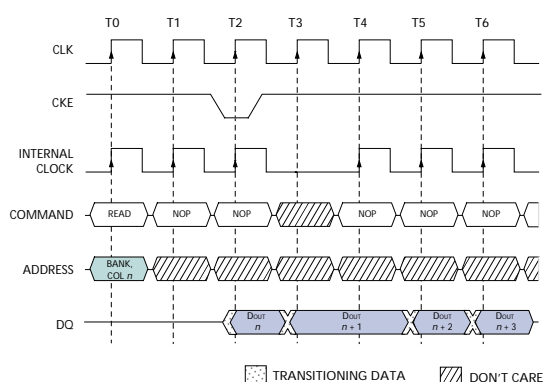 T0 T1 T2 T3 T4 T5 T6
CLK
CKE
INTERNAL
CLOCK
COMMAND READ NOP NOP NOP NOP NOP
ADDRESS BANK,
COL n
DQ DOUT
n DOUT
n + 1 DOUT
n + 2 DOUT
n + 3
TRANSITIONING DATA DON'T CARE